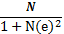 N
1 + N(e)²